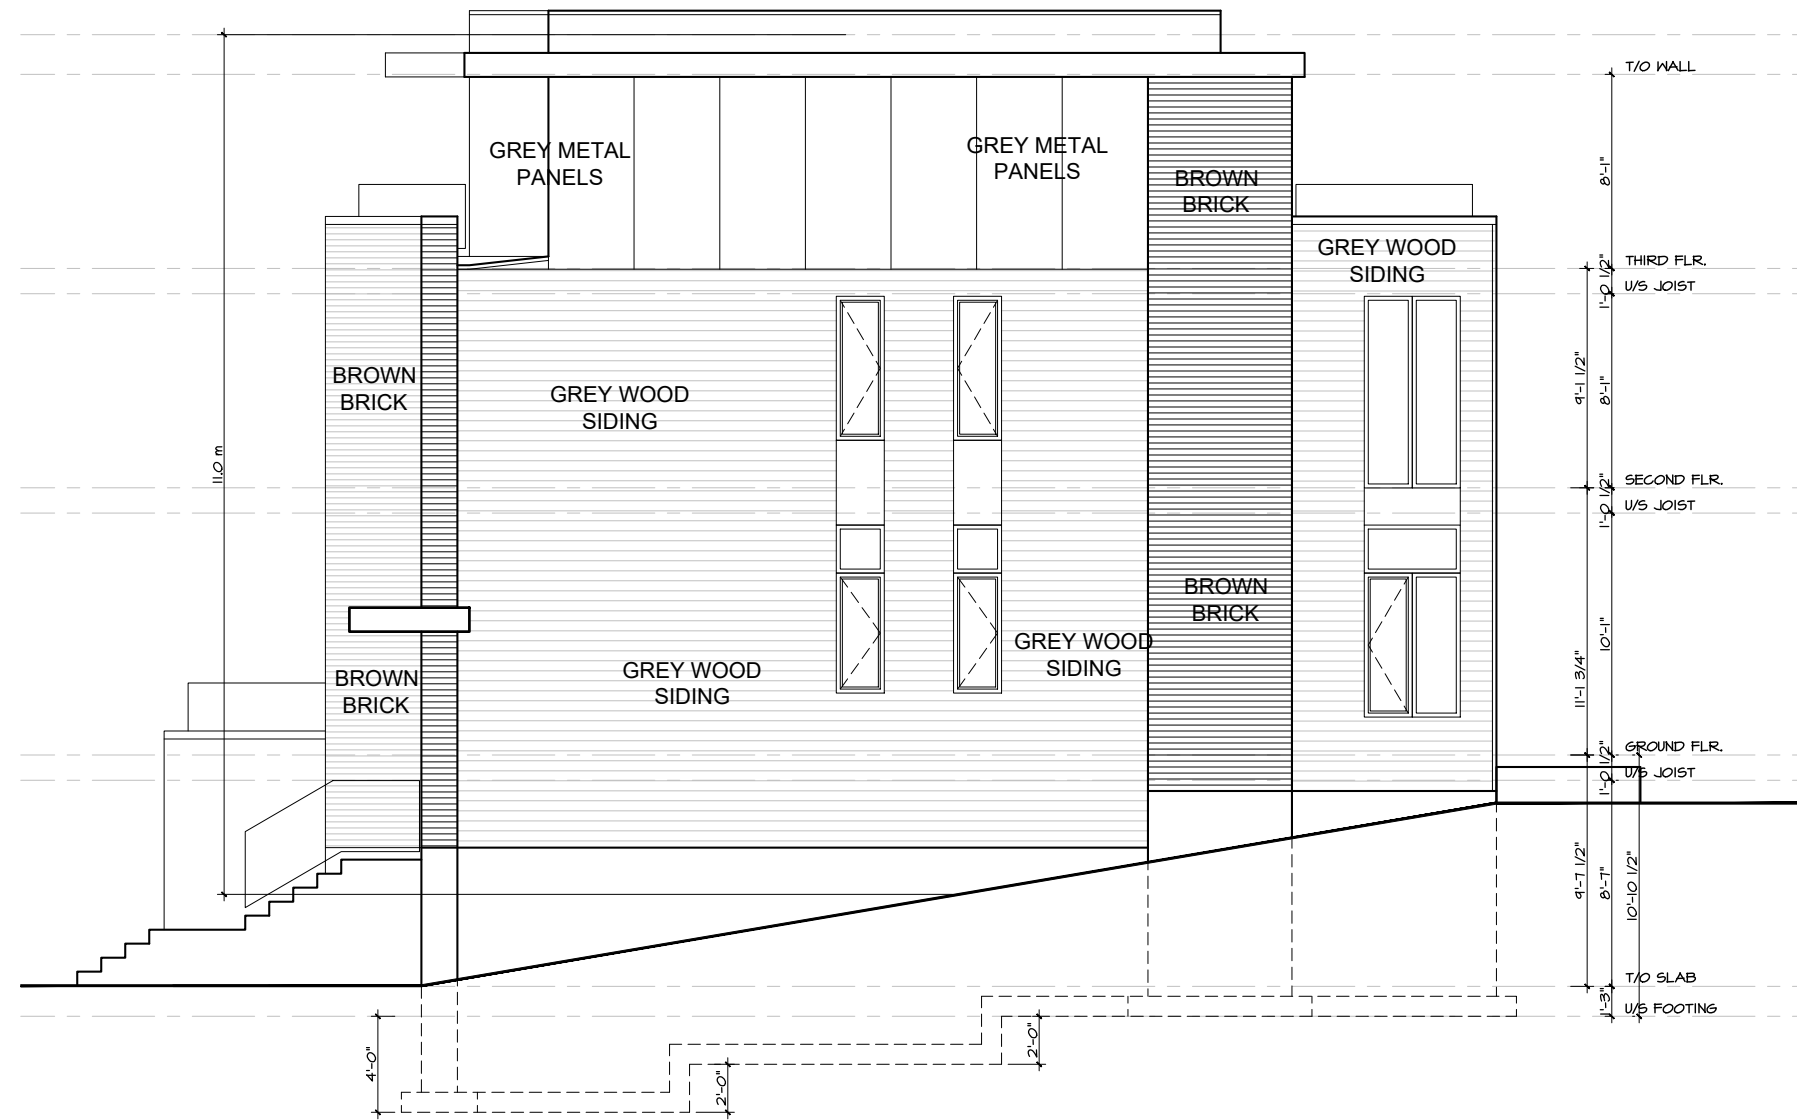 T/O WALL
GREY METAL
PANELS
GREY METAL
PANELS
BROWN
BRICK
8'-1"
GREY WOOD
SIDING
THIRD FLR.
1'-0 1/2"
U/S JOIST
BROWN
BRICK
GREY WOOD
SIDING
9'-1 1/2"
8'-1"
11.0 m
SECOND FLR.
1'-0 1/2"
U/S JOIST
BROWN
BRICK
GREY WOOD
SIDING
GREY WOOD
SIDING
BROWN
BRICK
10'-1"
11'-1 3/4"
GROUND FLR.
1'-0 1/2"
U/S JOIST
9'-7 1/2"
8'-7"
10'-10 1/2"
T/O SLAB
1'-3"
U/S FOOTING
4'-0"
2'-0"
2'-0"